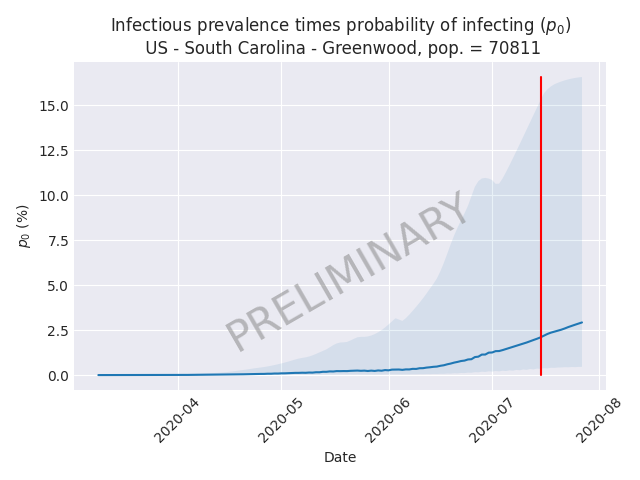 Infectious prevalence times probability of infecting (p₀)
US - South Carolina - Greenwood, pop. = 70811
15.0
12.5
10.0
7.5
5.0
2.5
0.0
p₀ (%)
PRELIMINARY
2020-04
2020-05
2020-06
2020-07
2020-08
Date